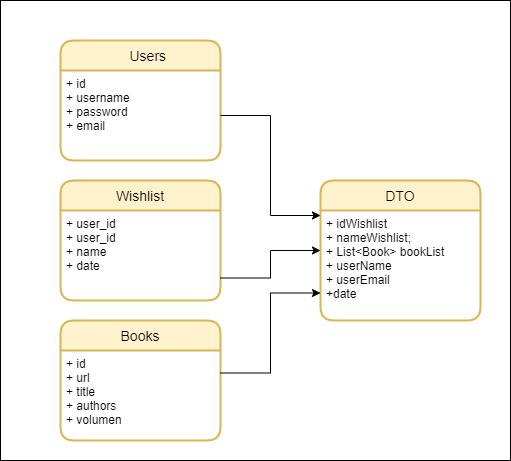 Users
+ id
+ username
+ password
+ email
Wishlist
+ user_id
+ user_id
+ name
+ date
Books
+ id
+ url
+ title
+ authors
+ volumen
DTO
+ idWishlist
+ nameWishlist;
+ List<Book> bookList
+ userName
+ userEmail
+date